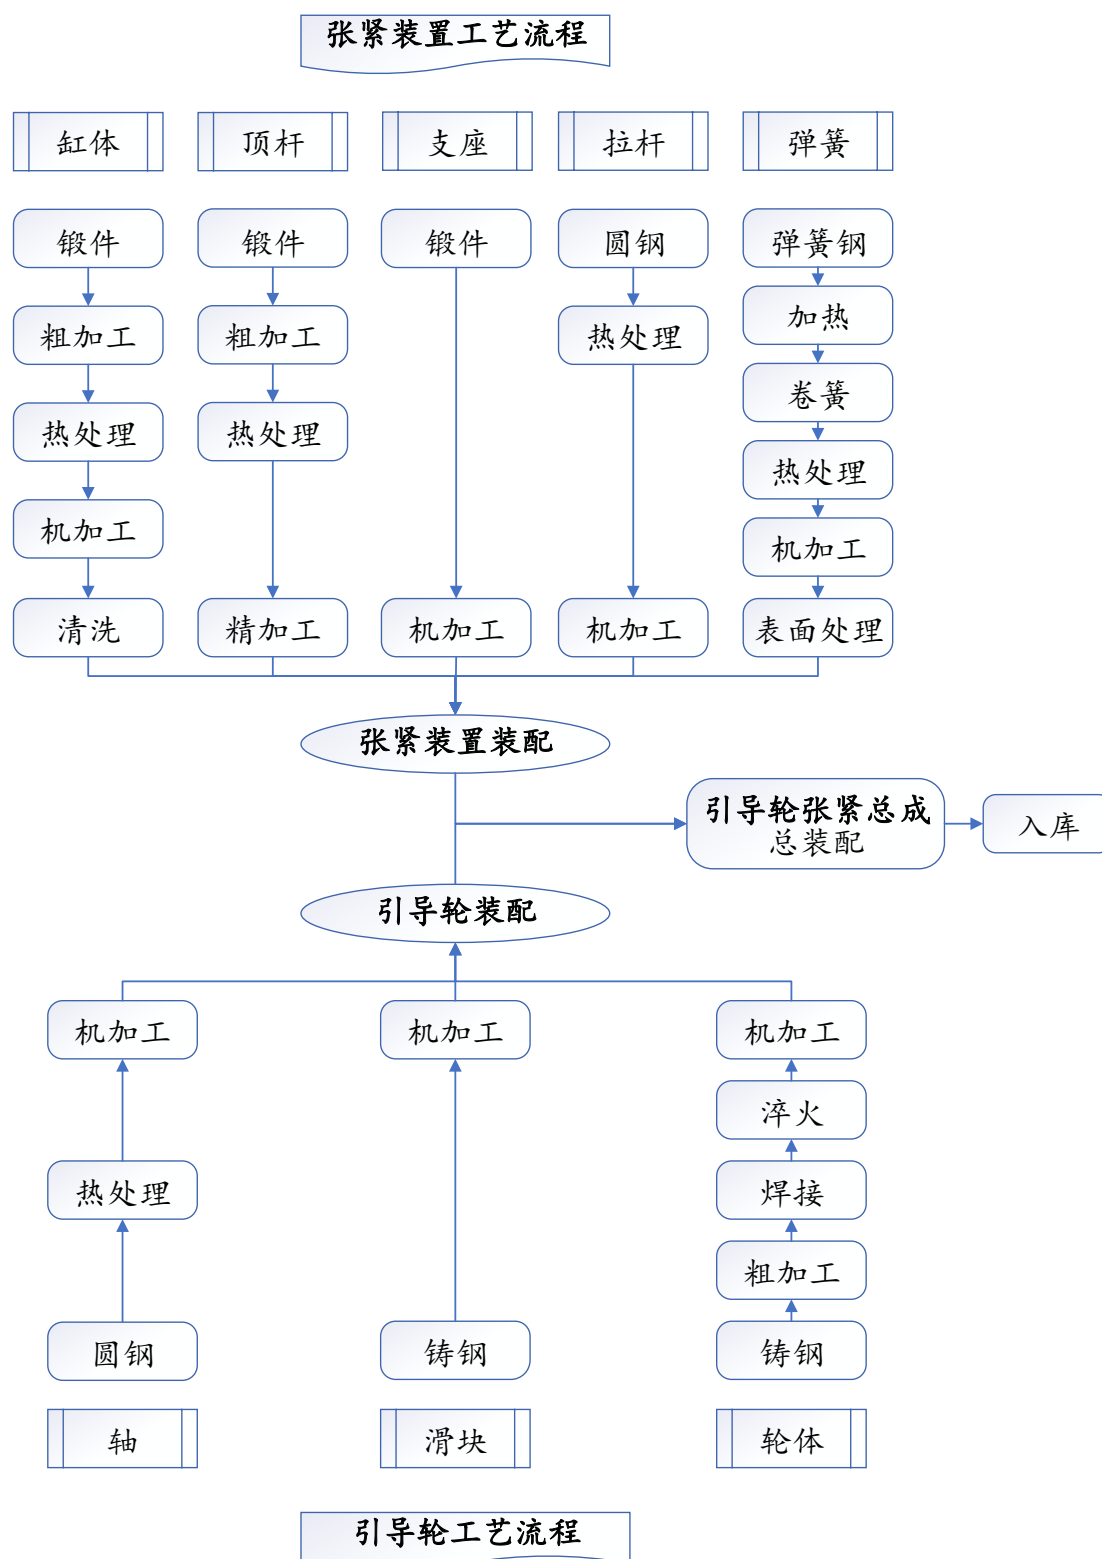 张紧装置工艺流程
缸体 顶杆 支座 拉杆 弹簧
锻件 锻件 锻件 圆钢 弹簧钢
粗加工 粗加工 热处理 加热
卷簧
热处理 热处理 热处理
机加工 机加工
清洗 精加工 机加工 机加工 表面处理
张紧装置装配
引导轮张紧总成
总装配
入库
引导轮装配
机加工 机加工 机加工
淬火
热处理 焊接
粗加工
圆钢 铸钢 铸钢
轴 滑块 轮体
引导轮工艺流程